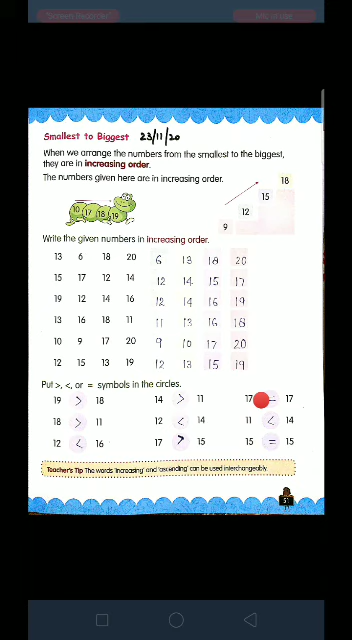 Smallest to Biggest 23/11/20
When we arrange the numbers from the smallest to the biggest,
they are in increasing order.
The numbers given here are in increasing order.
18
15
12
9
10 17 18 19
Write the given numbers in increasing order.
13 6 18 20 6 13 18 20
15 17 12 14 12 14 15 17
19 12 14 16 12 14 16 19
13 16 18 11 11 13 16 18
10 9 17 20 9 10 17 20
12 15 13 19 12 13 15 19
Put >, <, or = symbols in the circles.
19 > 18 14 > 11 17 = 17
18 > 11 12 < 14 11 < 14
12 < 16 17 > 15 15 = 15
Teacher's Tip The words 'increasing' and 'ascending' can be used interchangeably.